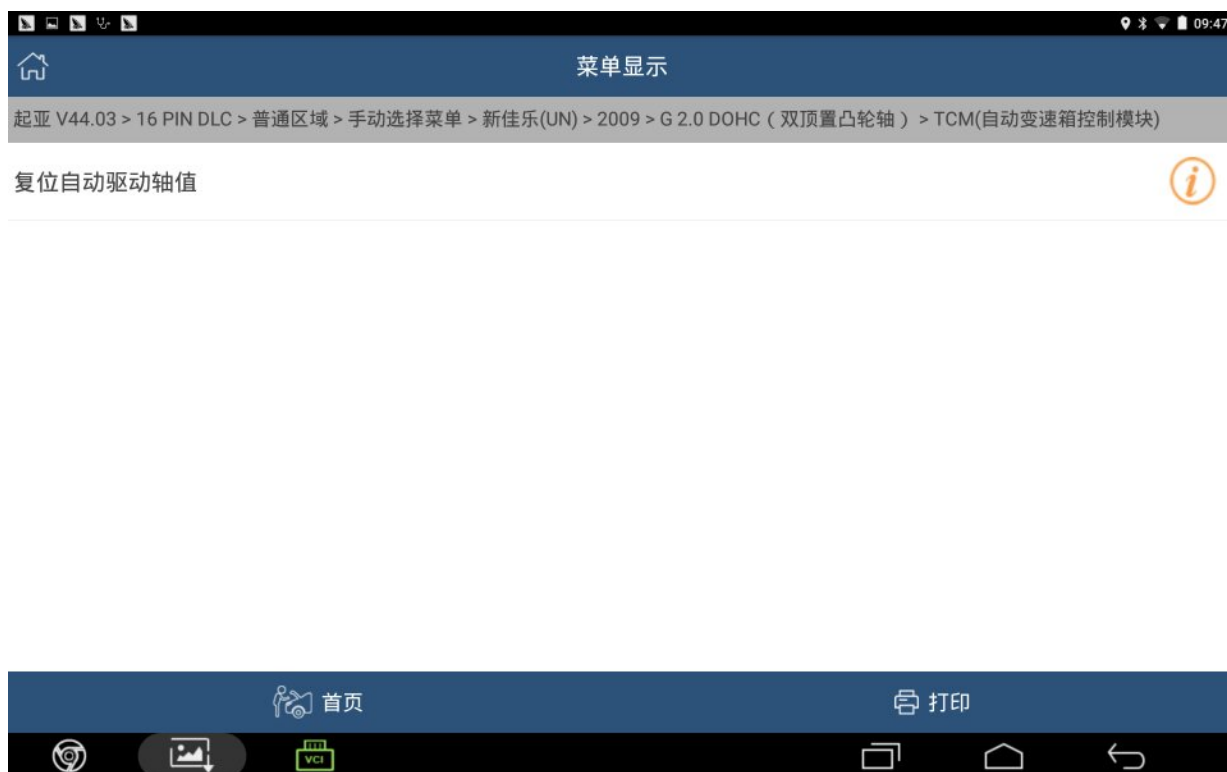 09:47
菜单显示
起亚 V44.03 > 16 PIN DLC > 普通区域 > 手动选择菜单 > 新佳乐(UN) > 2009 > G 2.0 DOHC（双顶置凸轮轴）> TCM(自动变速箱控制模块)
复位自动驱动轴值
i
首页
打印
VCI